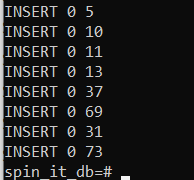 INSERT 0 5
INSERT 0 10
INSERT 0 11
INSERT 0 13
INSERT 0 37
INSERT 0 69
INSERT 0 31
INSERT 0 73
spin_it_db=#